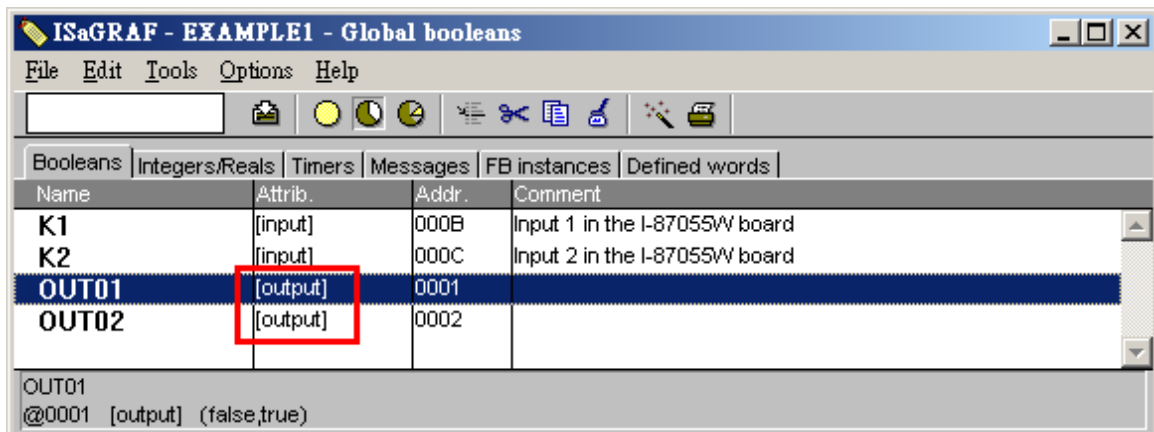 ISaGRAF - EXAMPLE1 - Global booleans
File Edit Tools Options Help
Booleans Integers/Reals Timers Messages FB instances Defined words
Name Attrib. Addr. Comment
K1 [input] 000B Input 1 in the I-87055W board
K2 [input] 000C Input 2 in the I-87055W board
OUT01 [output] 0001
OUT02 [output] 0002
OUT01
@0001 [output] (false,true)